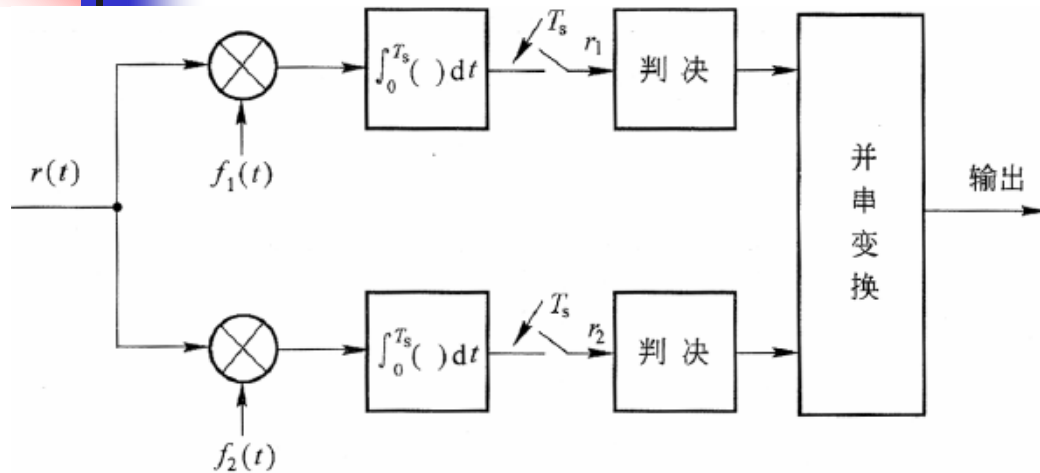 r(t)
f₁(t)
∫₀^Tₛ( )dt
Tₛ
r₁
判决
f₂(t)
∫₀^Tₛ( )dt
Tₛ
r₂
判决
并串变换
输出